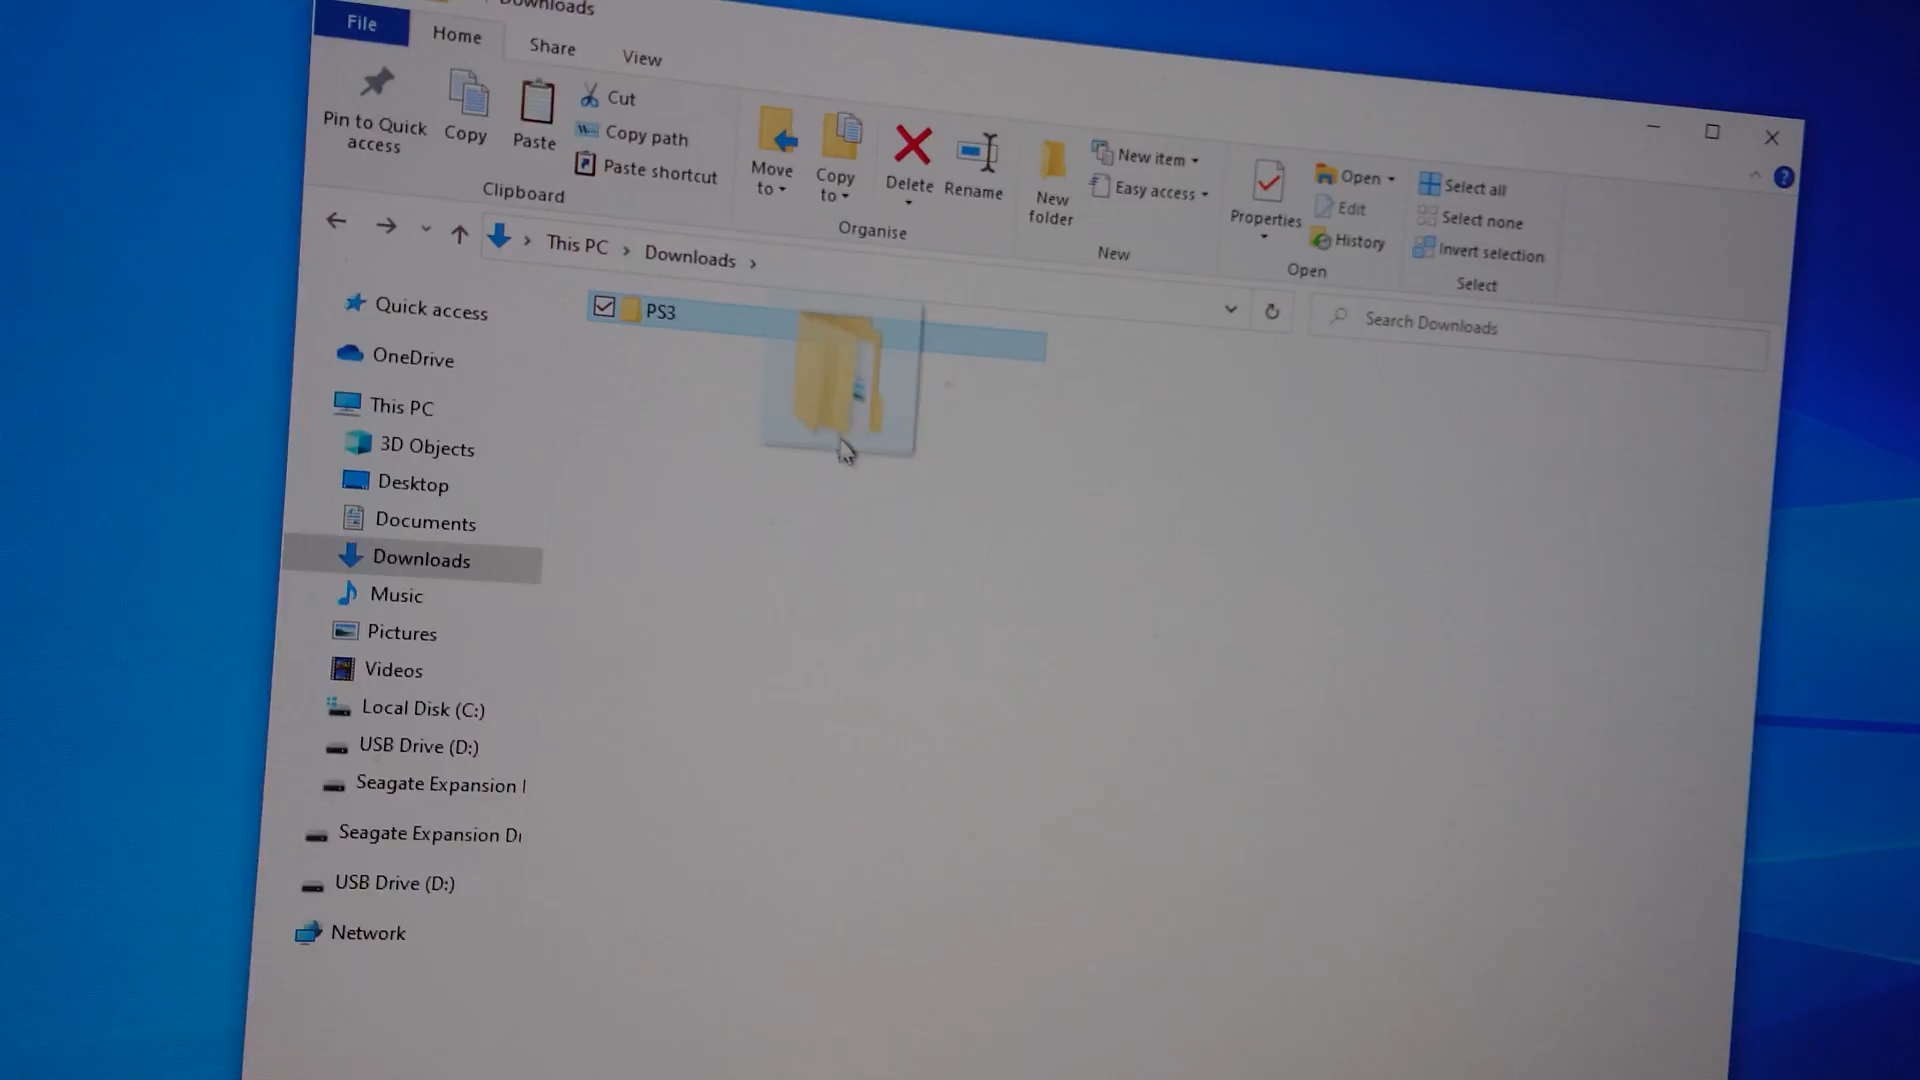 Downloads
File
Home
Share
View
Pin to Quick
access
Copy
Paste
Cut
Copy path
Paste shortcut
Clipboard
Move
to
Copy
to
Delete
Rename
Organise
New
folder
New item
Easy access
New
Properties
Open
Edit
History
Open
Select all
Select none
Invert selection
Select
This PC
Downloads
Search Downloads
Quick access
OneDrive
This PC
3D Objects
Desktop
Documents
Downloads
Music
Pictures
Videos
Local Disk (C:)
USB Drive (D:)
Seagate Expansion
Seagate Expansion
USB Drive (D:)
Network
PS3